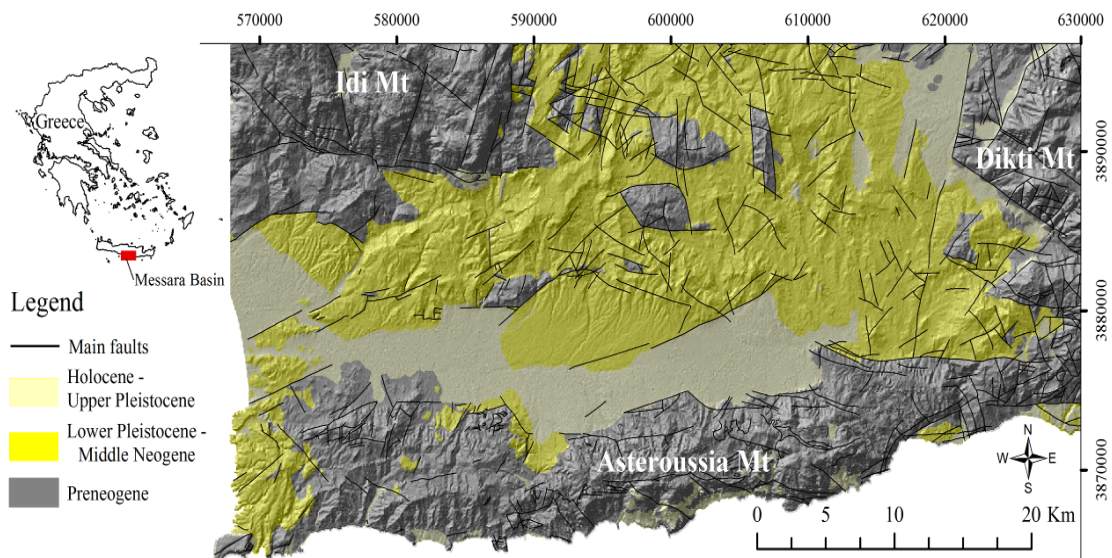 570000 580000 590000 600000 610000 620000 630000
Idi Mt
Greece
3890000
Dikti Mt
Messara Basin
Legend
3880000
Main faults
Holocene -
Upper Pleistocene
Lower Pleistocene -
Middle Neogene
N
W E
S
Asteroussia Mt
3870000
Preneogene
0 5 10 20 Km